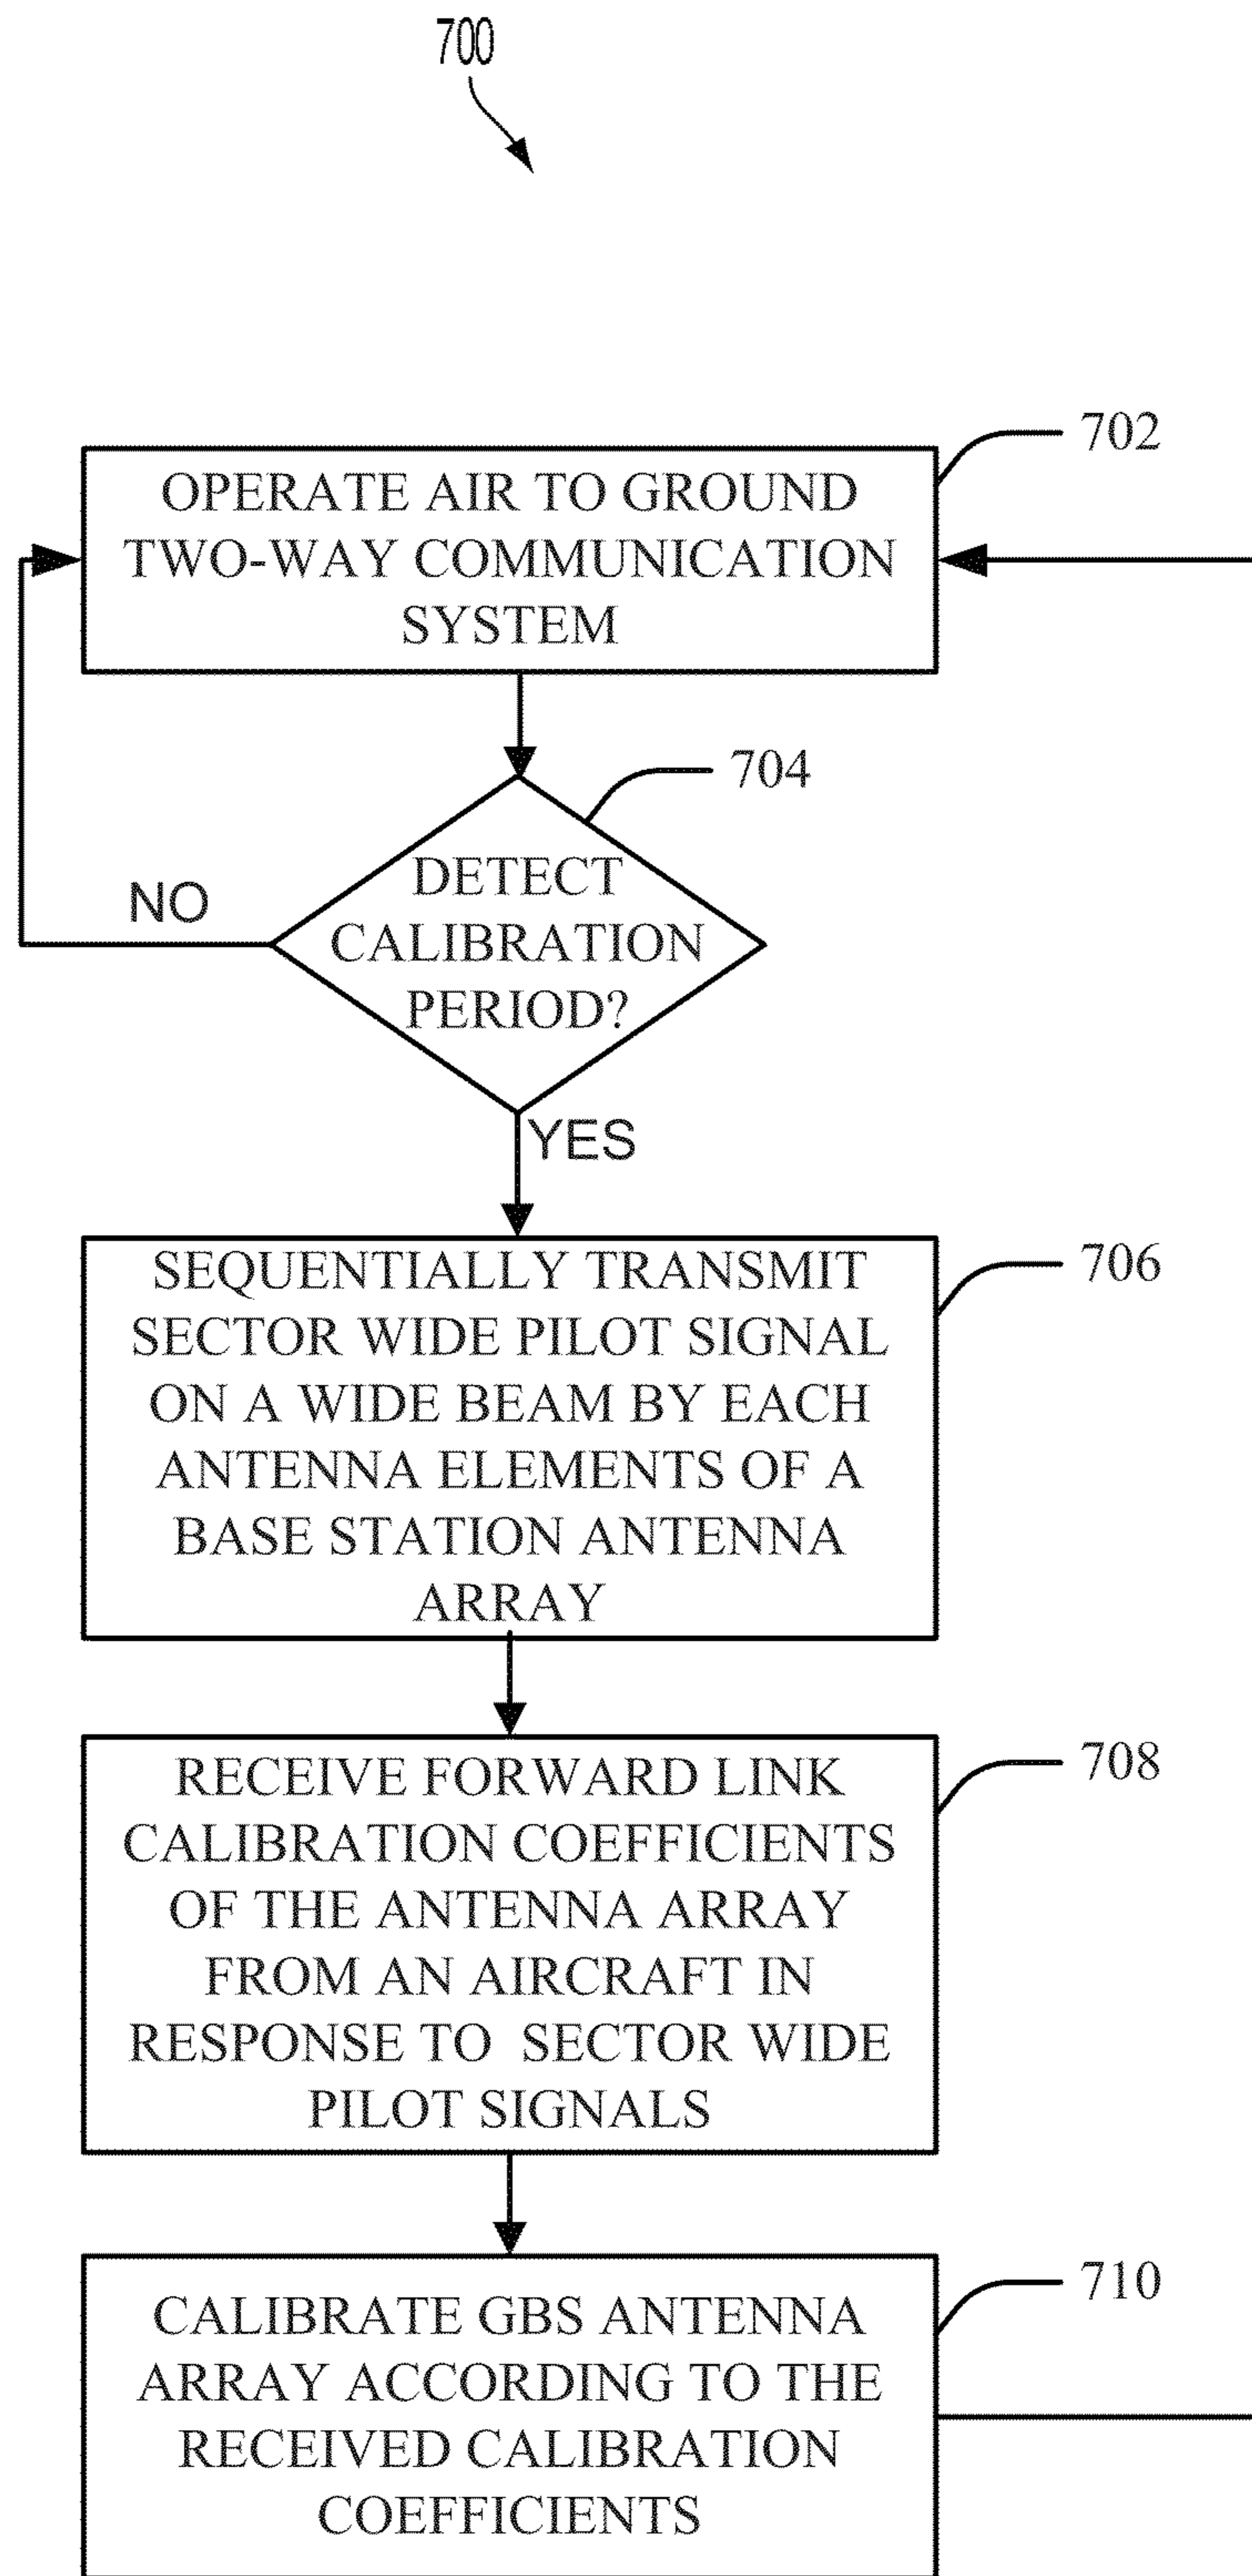 700
702
OPERATE AIR TO GROUND
TWO-WAY COMMUNICATION
SYSTEM
704
DETECT
CALIBRATION
PERIOD?
NO
YES
706
SEQUENTIALLY TRANSMIT
SECTOR WIDE PILOT SIGNAL
ON A WIDE BEAM BY EACH
ANTENNA ELEMENTS OF A
BASE STATION ANTENNA
ARRAY
708
RECEIVE FORWARD LINK
CALIBRATION COEFFICIENTS
OF THE ANTENNA ARRAY
FROM AN AIRCRAFT IN
RESPONSE TO SECTOR WIDE
PILOT SIGNALS
710
CALIBRATE GBS ANTENNA
ARRAY ACCORDING TO THE
RECEIVED CALIBRATION
COEFFICIENTS